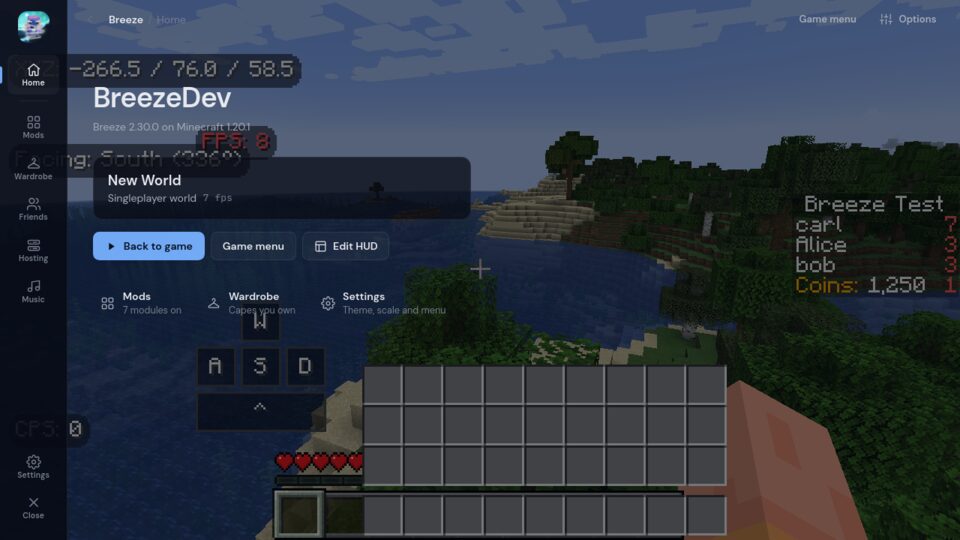 Breeze / Home
Game menu
Options
Home
XYZ: -266.5 / 76.0 / 58.5
BreezeDev
Breeze 2.30.0 on Minecraft 1.20.1
Mods
FPS: 8
Facing: South (336°)
Wardrobe
New World
Singleplayer world 7 fps
Friends
Breeze Test
carl 7
Alice 3
bob 3
Coins: 1,250 1
Hosting
Back to game
Game menu
Edit HUD
Music
Mods
7 modules on
Wardrobe
Capes you own
Settings
Theme, scale and menu
W
A S D
^
CPS: 0
Settings
Close